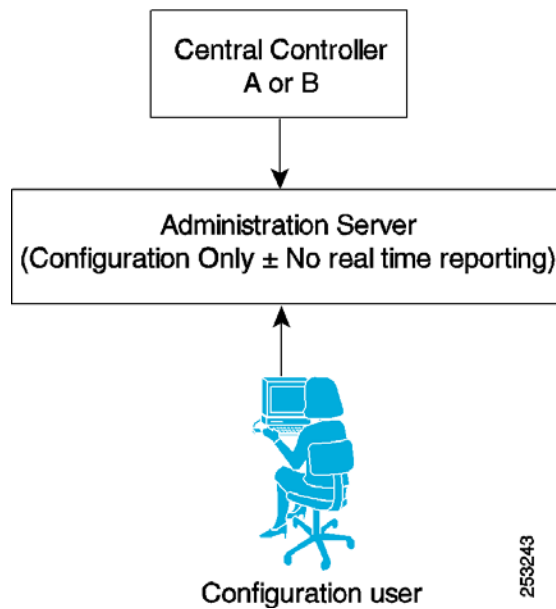 Central Controller
A or B
Administration Server
(Configuration Only ± No real time reporting)
Configuration user
253243